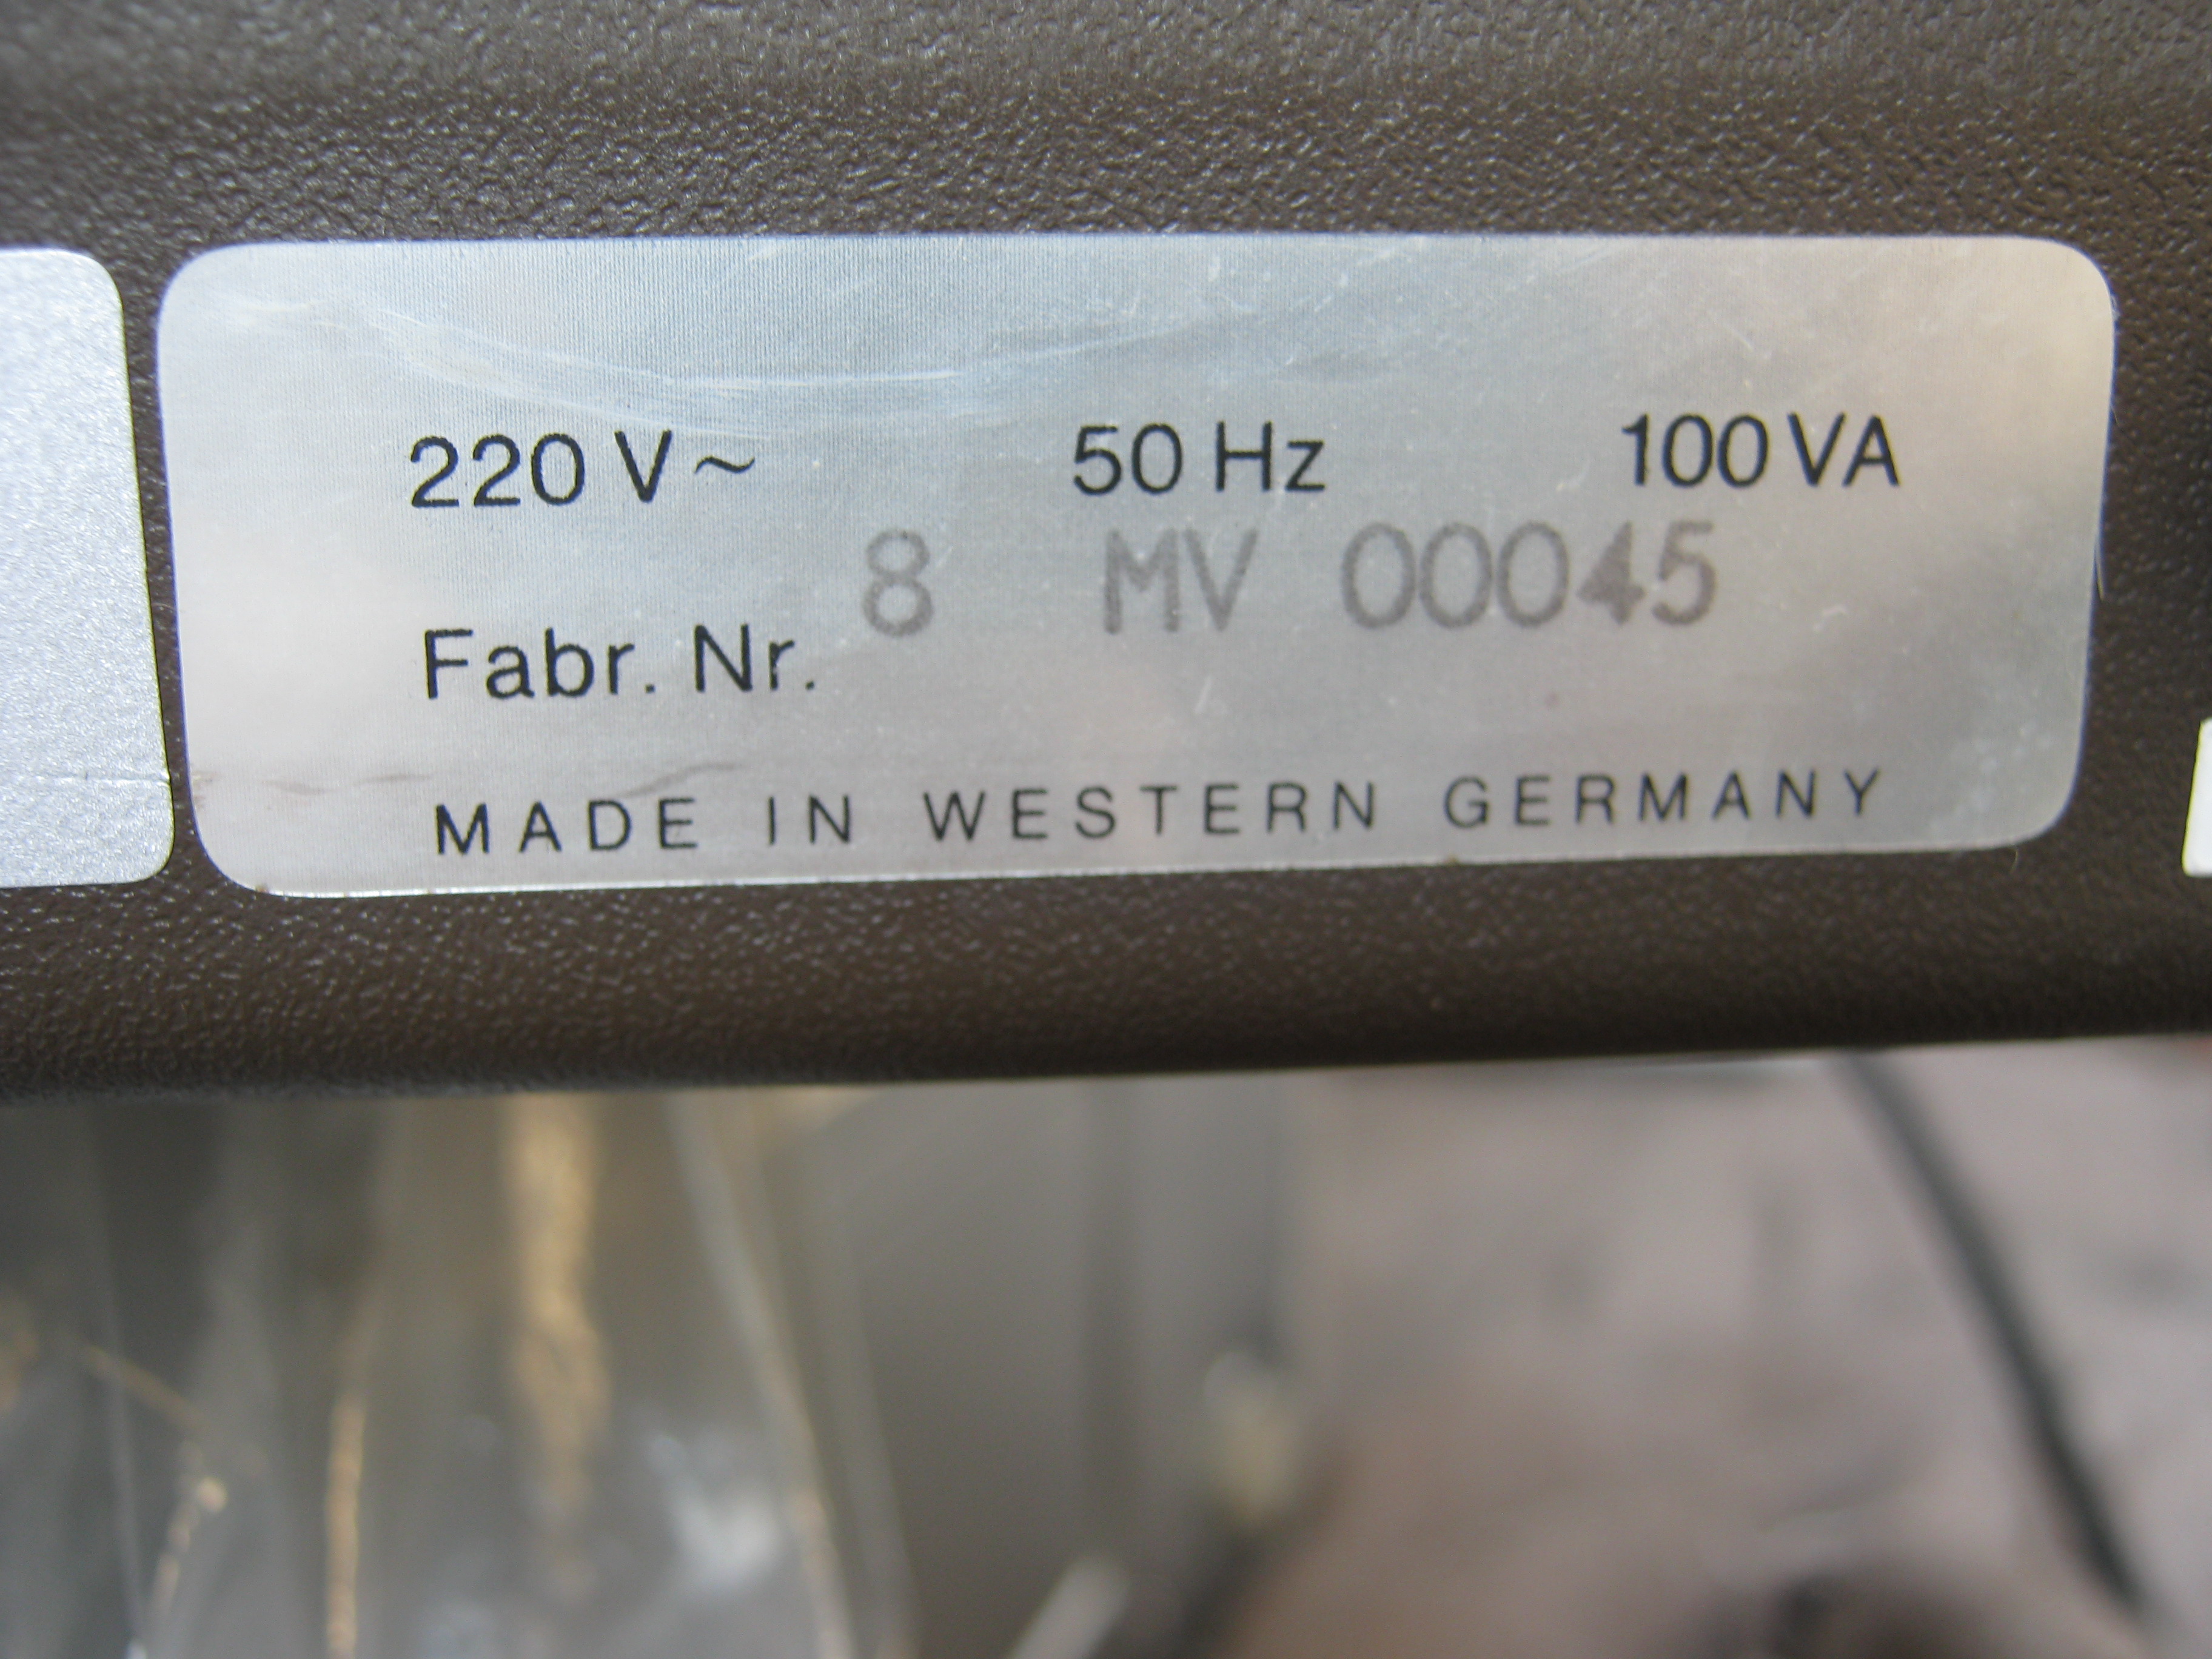 220 V~ 50 Hz 100 VA
8 MV 00045
Fabr. Nr.
MADE IN WESTERN GERMANY